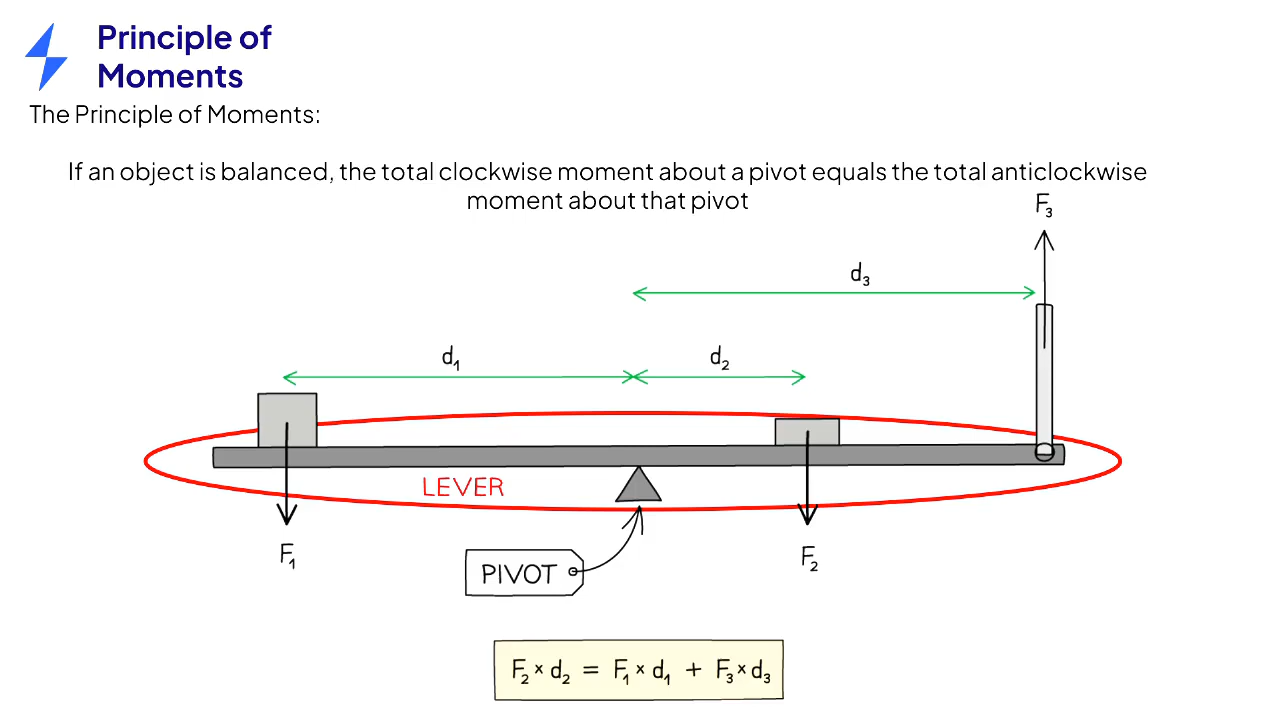 Principle of
Moments
The Principle of Moments:
If an object is balanced, the total clockwise moment about a pivot equals the total anticlockwise
moment about that pivot
F₃
d₃
d₁
d₂
LEVER
F₁
F₂
PIVOT
F₂ × d₂ = F₁ × d₁ + F₃ × d₃